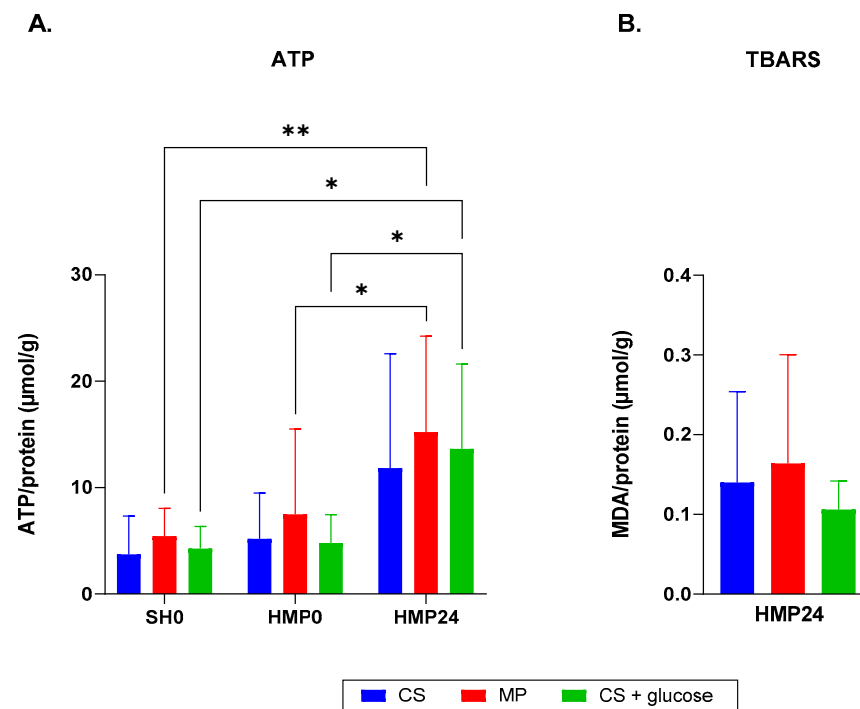 A.
B.
ATP
TBARS
**
*
*
*
ATP/protein (µmol/g)
30
20
10
0
SH0
HMP0
HMP24
MDA/protein (µmol/g)
0.4
0.3
0.2
0.1
0.0
HMP24
CS
MP
CS + glucose